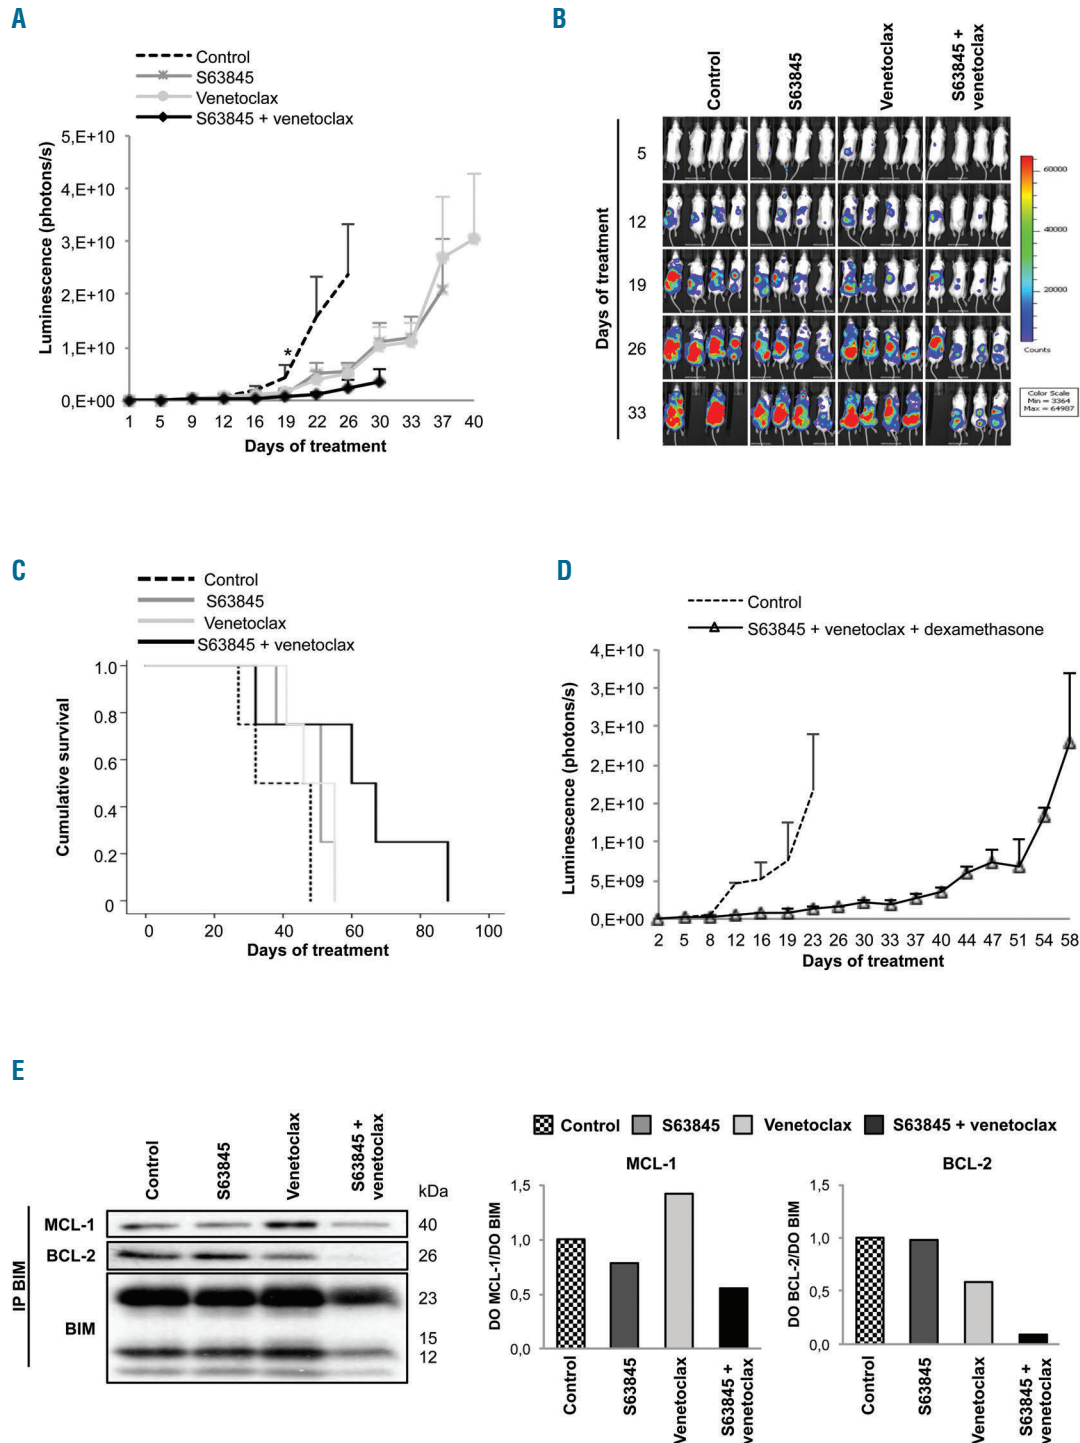 A
Control
S63845
Venetoclax
S63845 + venetoclax
Luminescence (photons/s)
5,E+10
4,E+10
3,E+10
2,E+10
1,E+10
0,E+00
*
1 5 9 12 16 19 22 26 30 33 37 40
Days of treatment
B
Control
S63845
Venetoclax
S63845 +
venetoclax
Days of treatment
5
12
19
26
33
60000
40000
20000
Counts
Color Scale
Min = 3364
Max = 64987
C
Control
S63845
Venetoclax
S63845 + venetoclax
Cumulative survival
1.0
0.8
0.6
0.4
0.2
0
0 20 40 60 80 100
Days of treatment
D
Control
S63845 + venetoclax + dexamethasone
Luminescence (photons/s)
4,E+10
3,E+10
3,E+10
2,E+10
2,E+10
1,E+10
5,E+09
0,E+00
2 5 8 12 16 19 23 26 30 33 37 40 44 47 51 54 58
Days of treatment
E
Control
S63845
Venetoclax
S63845 +
venetoclax
kDa
IP BIM
MCL-1
40
BCL-2
26
BIM
23
15
12
Control
S63845
Venetoclax
S63845 + venetoclax
MCL-1
DO MCL-1/DO BIM
1,5
1,0
0,5
0,0
Control
S63845
Venetoclax
S63845 +
venetoclax
BCL-2
DO BCL-2/DO BIM
1,5
1,0
0,5
0,0
Control
S63845
Venetoclax
S63845 +
venetoclax